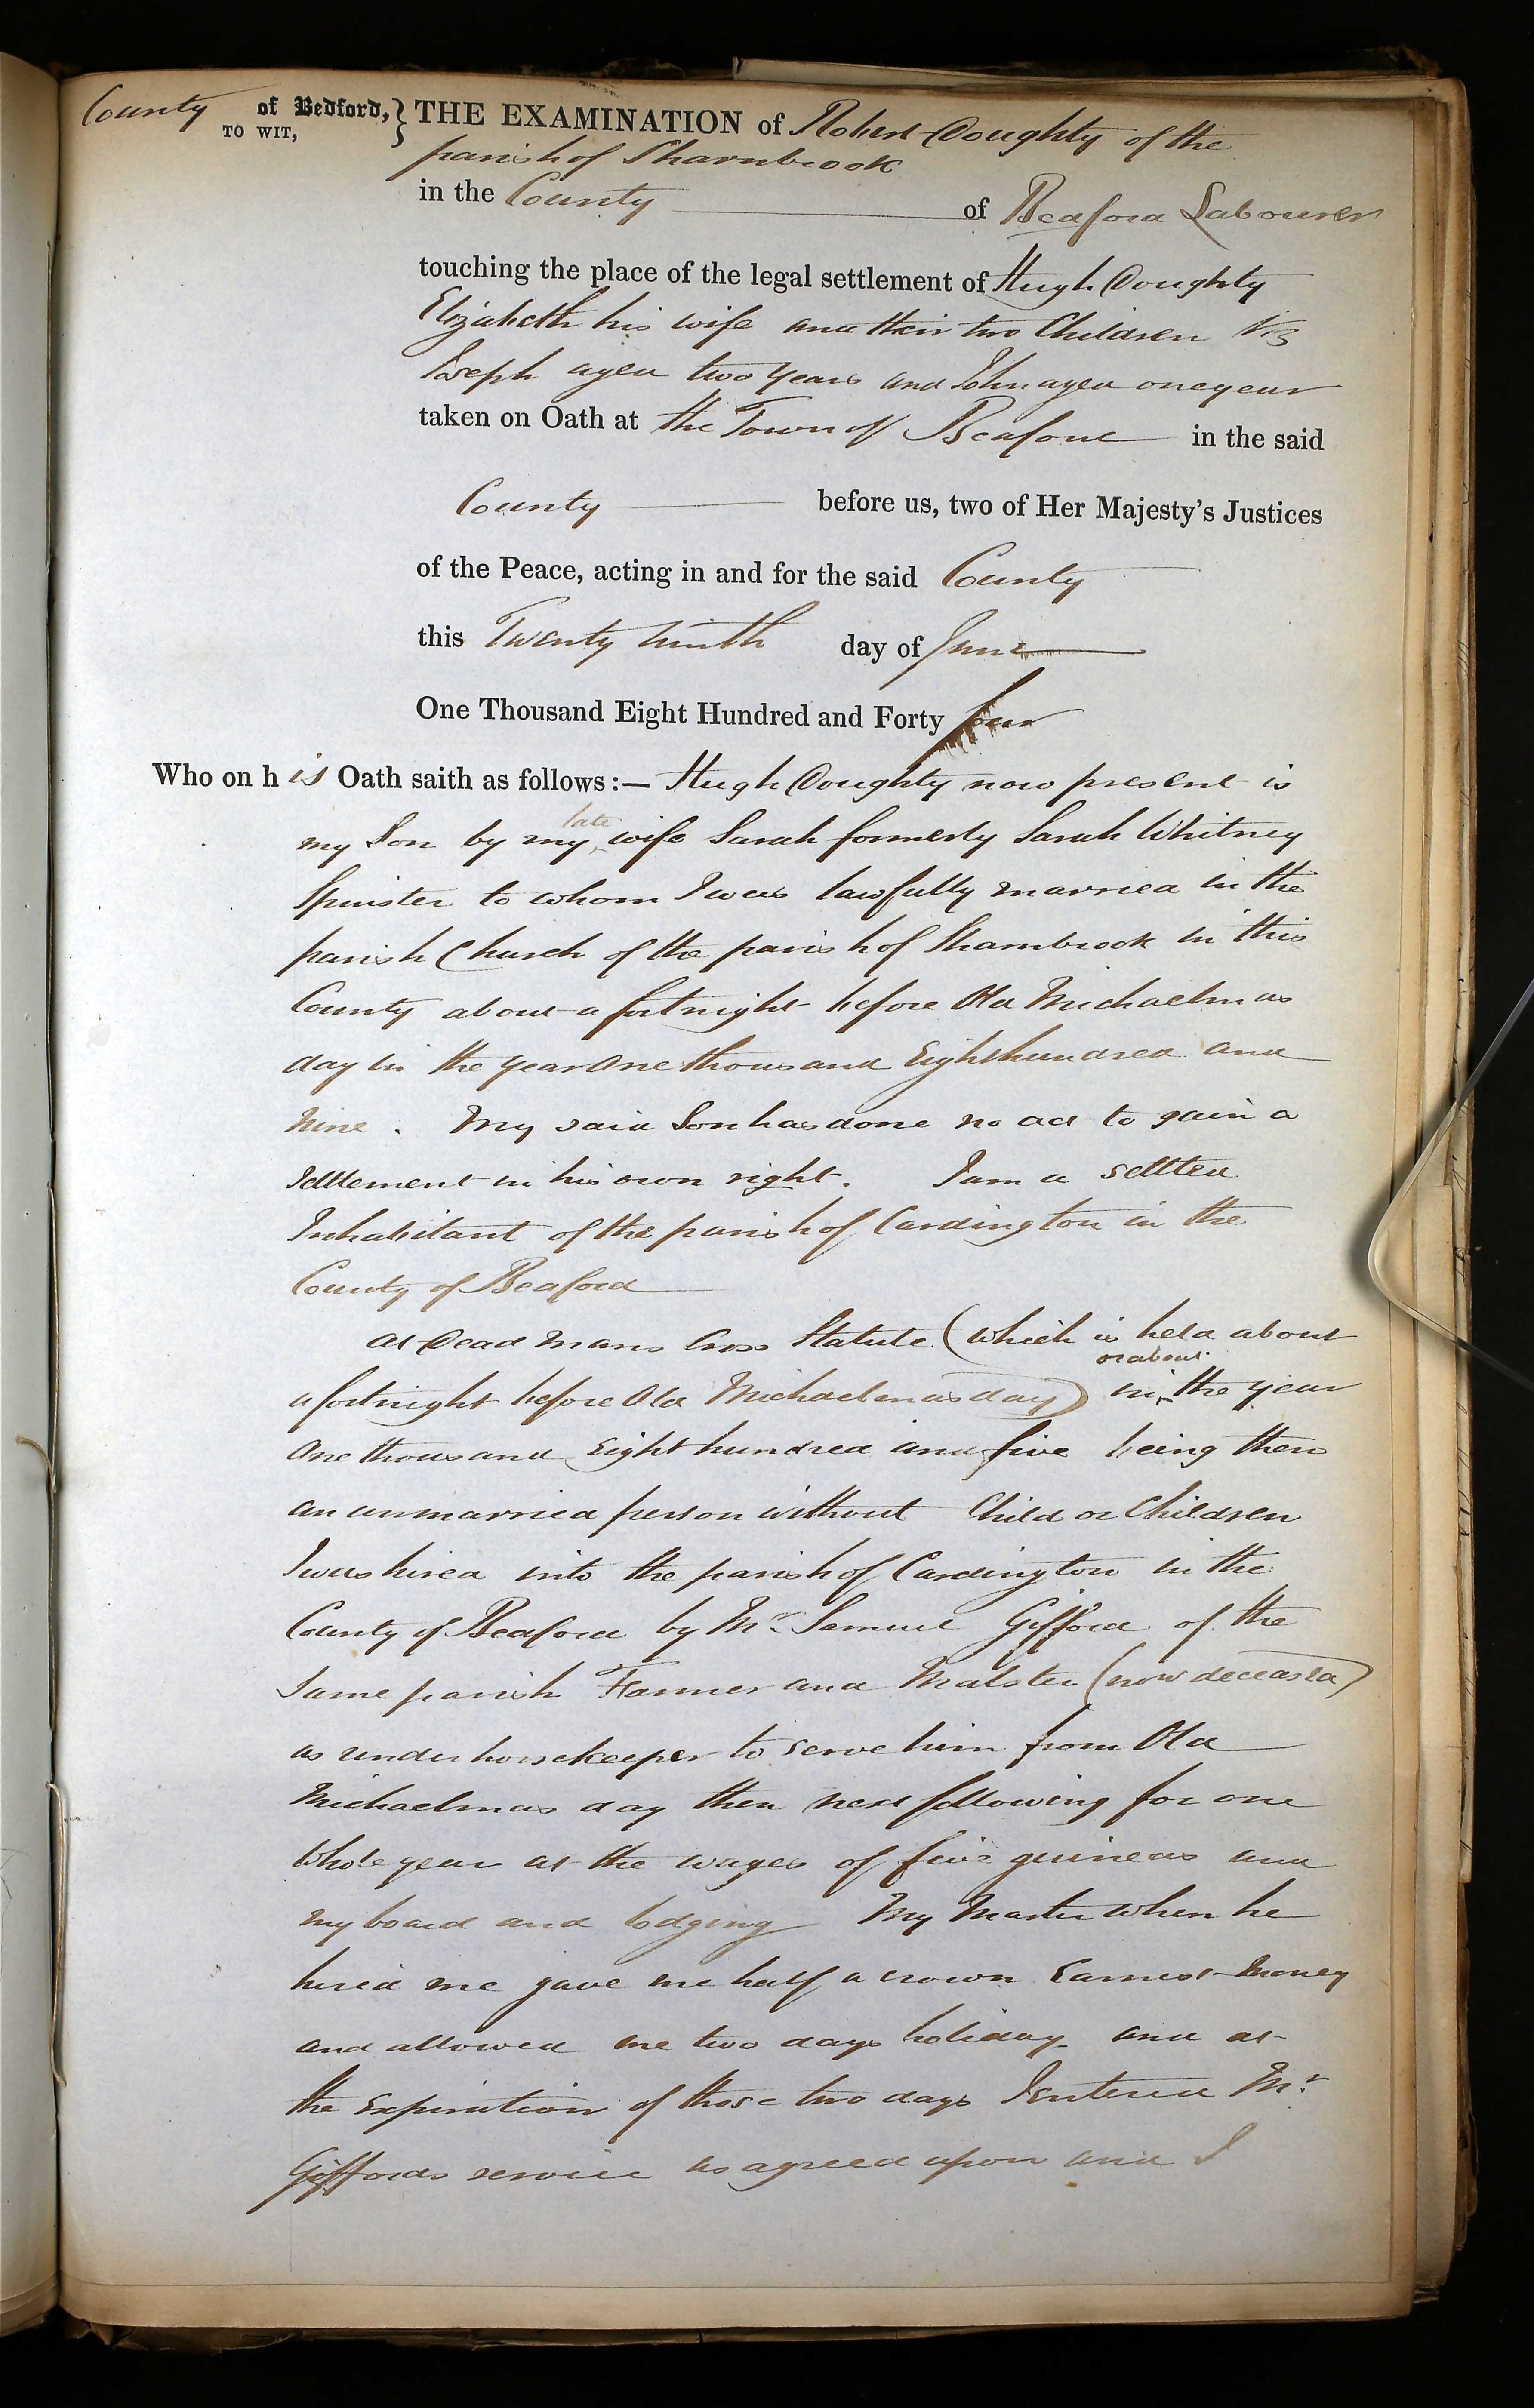 County of Bedford, } THE EXAMINATION of Robert Doughty of the
TO WIT,
parish of Sharnbrook
in the County of Bedford Labourer
touching the place of the legal settlement of Hugh Doughty
Elizabeth his wife and their two Children Viz
Joseph aged two years and John aged one year
taken on Oath at the Town of Bedford in the said
County before us, two of Her Majesty's Justices
of the Peace, acting in and for the said County
this Twenty ninth day of June
One Thousand Eight Hundred and Forty four
Who on h is Oath saith as follows:— Hugh Doughty now present is
my Son by my late wife Sarah formerly Sarah Whitney
Spinster to whom I was lawfully married in the
parish Church of the parish of Sharnbrook in this
County about a fortnight before Old Michaelmas
day in the year One thousand Eight hundred and
nine. My said Son has done no act to gain a
Settlement in his own right. I am a settled
Inhabitant of the parish of Cardington in the
County of Bedford
At Dead Mans Cross Statute (which is held about
a fortnight before Old Michaelmas day) in or about the year
One thousand Eight hundred and five being then
an unmarried person without Child or Children
I was hired into the parish of Cardington in the
County of Bedford by Mr. Samuel Gifford of the
Same parish Farmer and Malster (now deceased)
as under horsekeeper to serve him from Old
Michaelmas day then next following for one
Whole year at the wages of five guineas and
my board and lodging My Master when he
hired me gave me half a crown Earnest Money
and allowed me two days holiday and at
the Expiration of those two days I entered Mr.
Giffords service as agreed upon and I